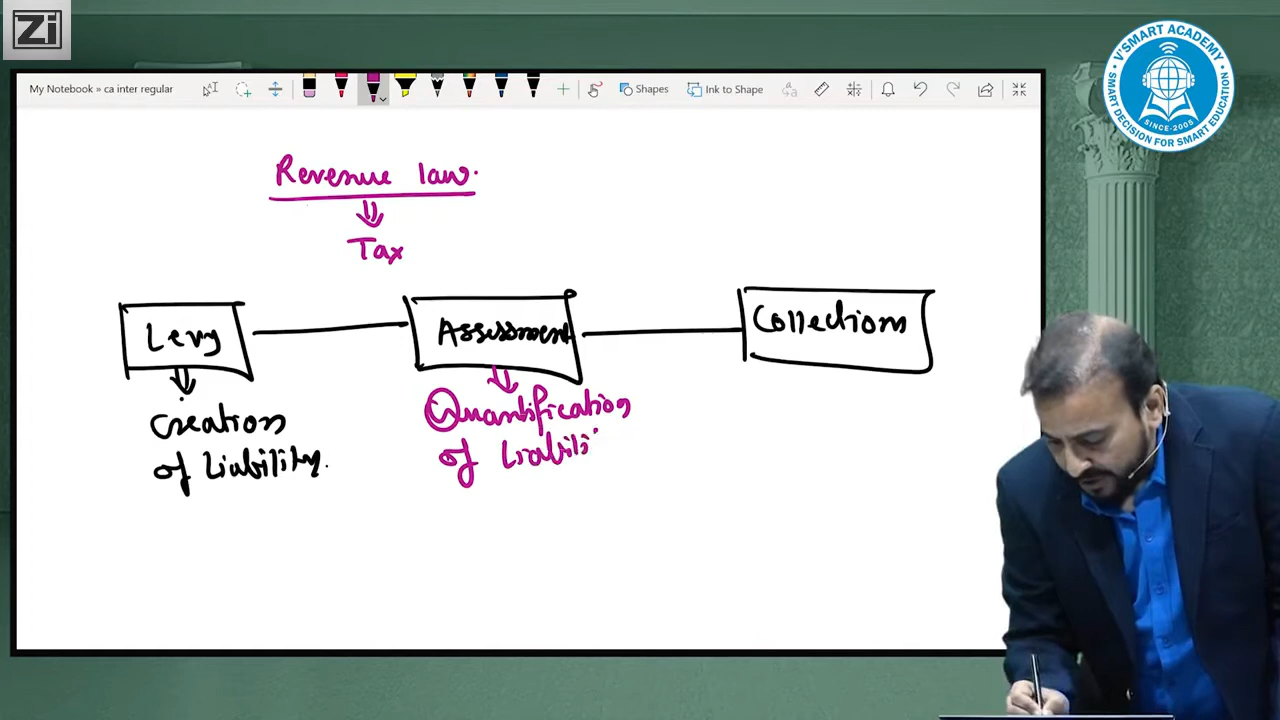 Zi
My Notebook » ca inter regular
Shapes
Ink to Shape
V'SMART ACADEMY
SINCE-2005
SMART DECISION FOR SMART EDUCATION
Revenue law.
Tax
Levy
Assessment
Collection
Creation
of Liability.
Quantification
of Liabili